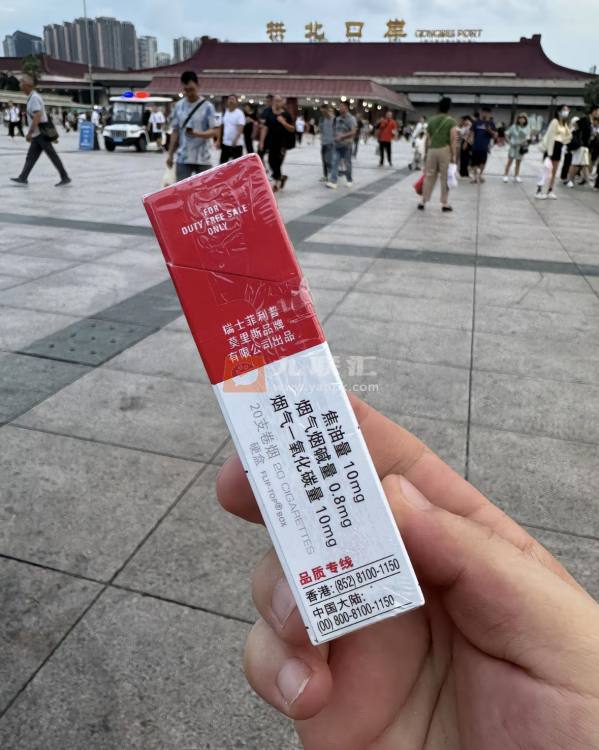 拱北口岸
GONGBEI PORT
FOR
DUTY FREE SALE
ONLY
瑞士菲利普
莫里斯品牌
有限公司出品
焦油量 10mg
烟气烟碱量 0.8mg
烟气一氧化碳量 10mg
20支卷烟 20 CIGARETTES
硬盒 FLIP-TOP® BOX
品质专线
香港: (852) 8100-1150
中国大陆:
(00) 800-8100-1150